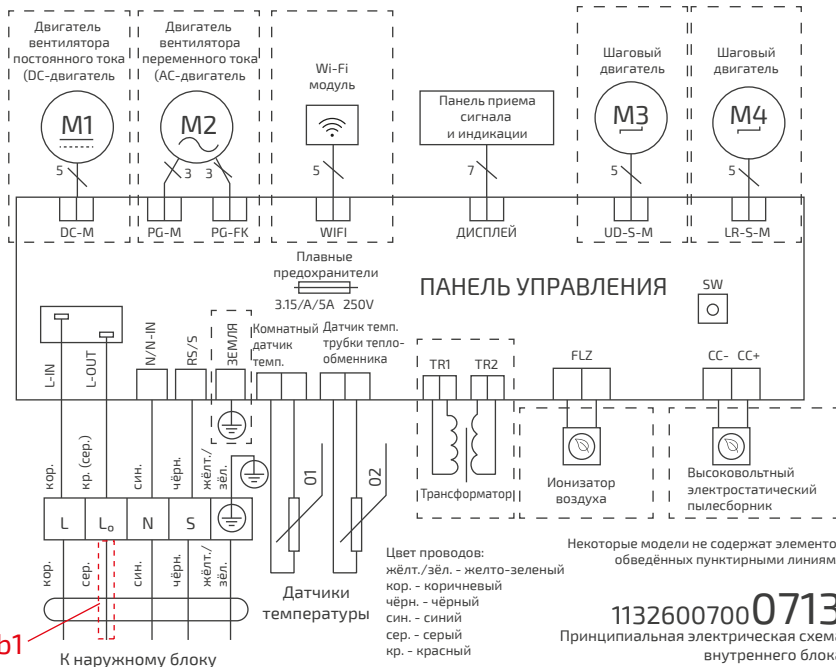 Двигатель
вентилятора
постоянного тока
(DC-двигатель
Двигатель
вентилятора
переменного тока
(AC-двигатель
Wi-Fi
модуль
Панель приема
сигнала
и индикации
Шаговый
двигатель
Шаговый
двигатель
M1
M2
M3
M4
5
3
3
5
7
5
5
DC-M
PG-M
PG-FK
WIFI
ДИСПЛЕЙ
UD-S-M
LR-S-M
Плавные
предохранители
3.15/A/5A 250V
ПАНЕЛЬ УПРАВЛЕНИЯ
SW
L-IN
L-OUT
N/N-IN
RS/S
ЗЕМЛЯ
Комнатный
датчик
темп.
Датчик темп.
трубки тепло-
обменника
TR1
TR2
FLZ
CC-
CC+
кор.
кр. (сер.)
син.
чёрн.
жёлт./
зёл.
01
02
Трансформатор
Ионизатор
воздуха
Высоковольтный
электростатический
пылесборник
L
Lo
N
S
кор.
сер.
син.
чёрн.
жёлт./
зёл.
Датчики
температуры
Цвет проводов:
жёлт./зёл. - желто-зеленый
кор. - коричневый
чёрн. - чёрный
син. - синий
сер. - серый
кр. - красный
Некоторые модели не содержат элементо
обведённых пунктирными линиям
11326007000713
Принципиальная электрическая схема
внутреннего блока
b1
К наружному блоку